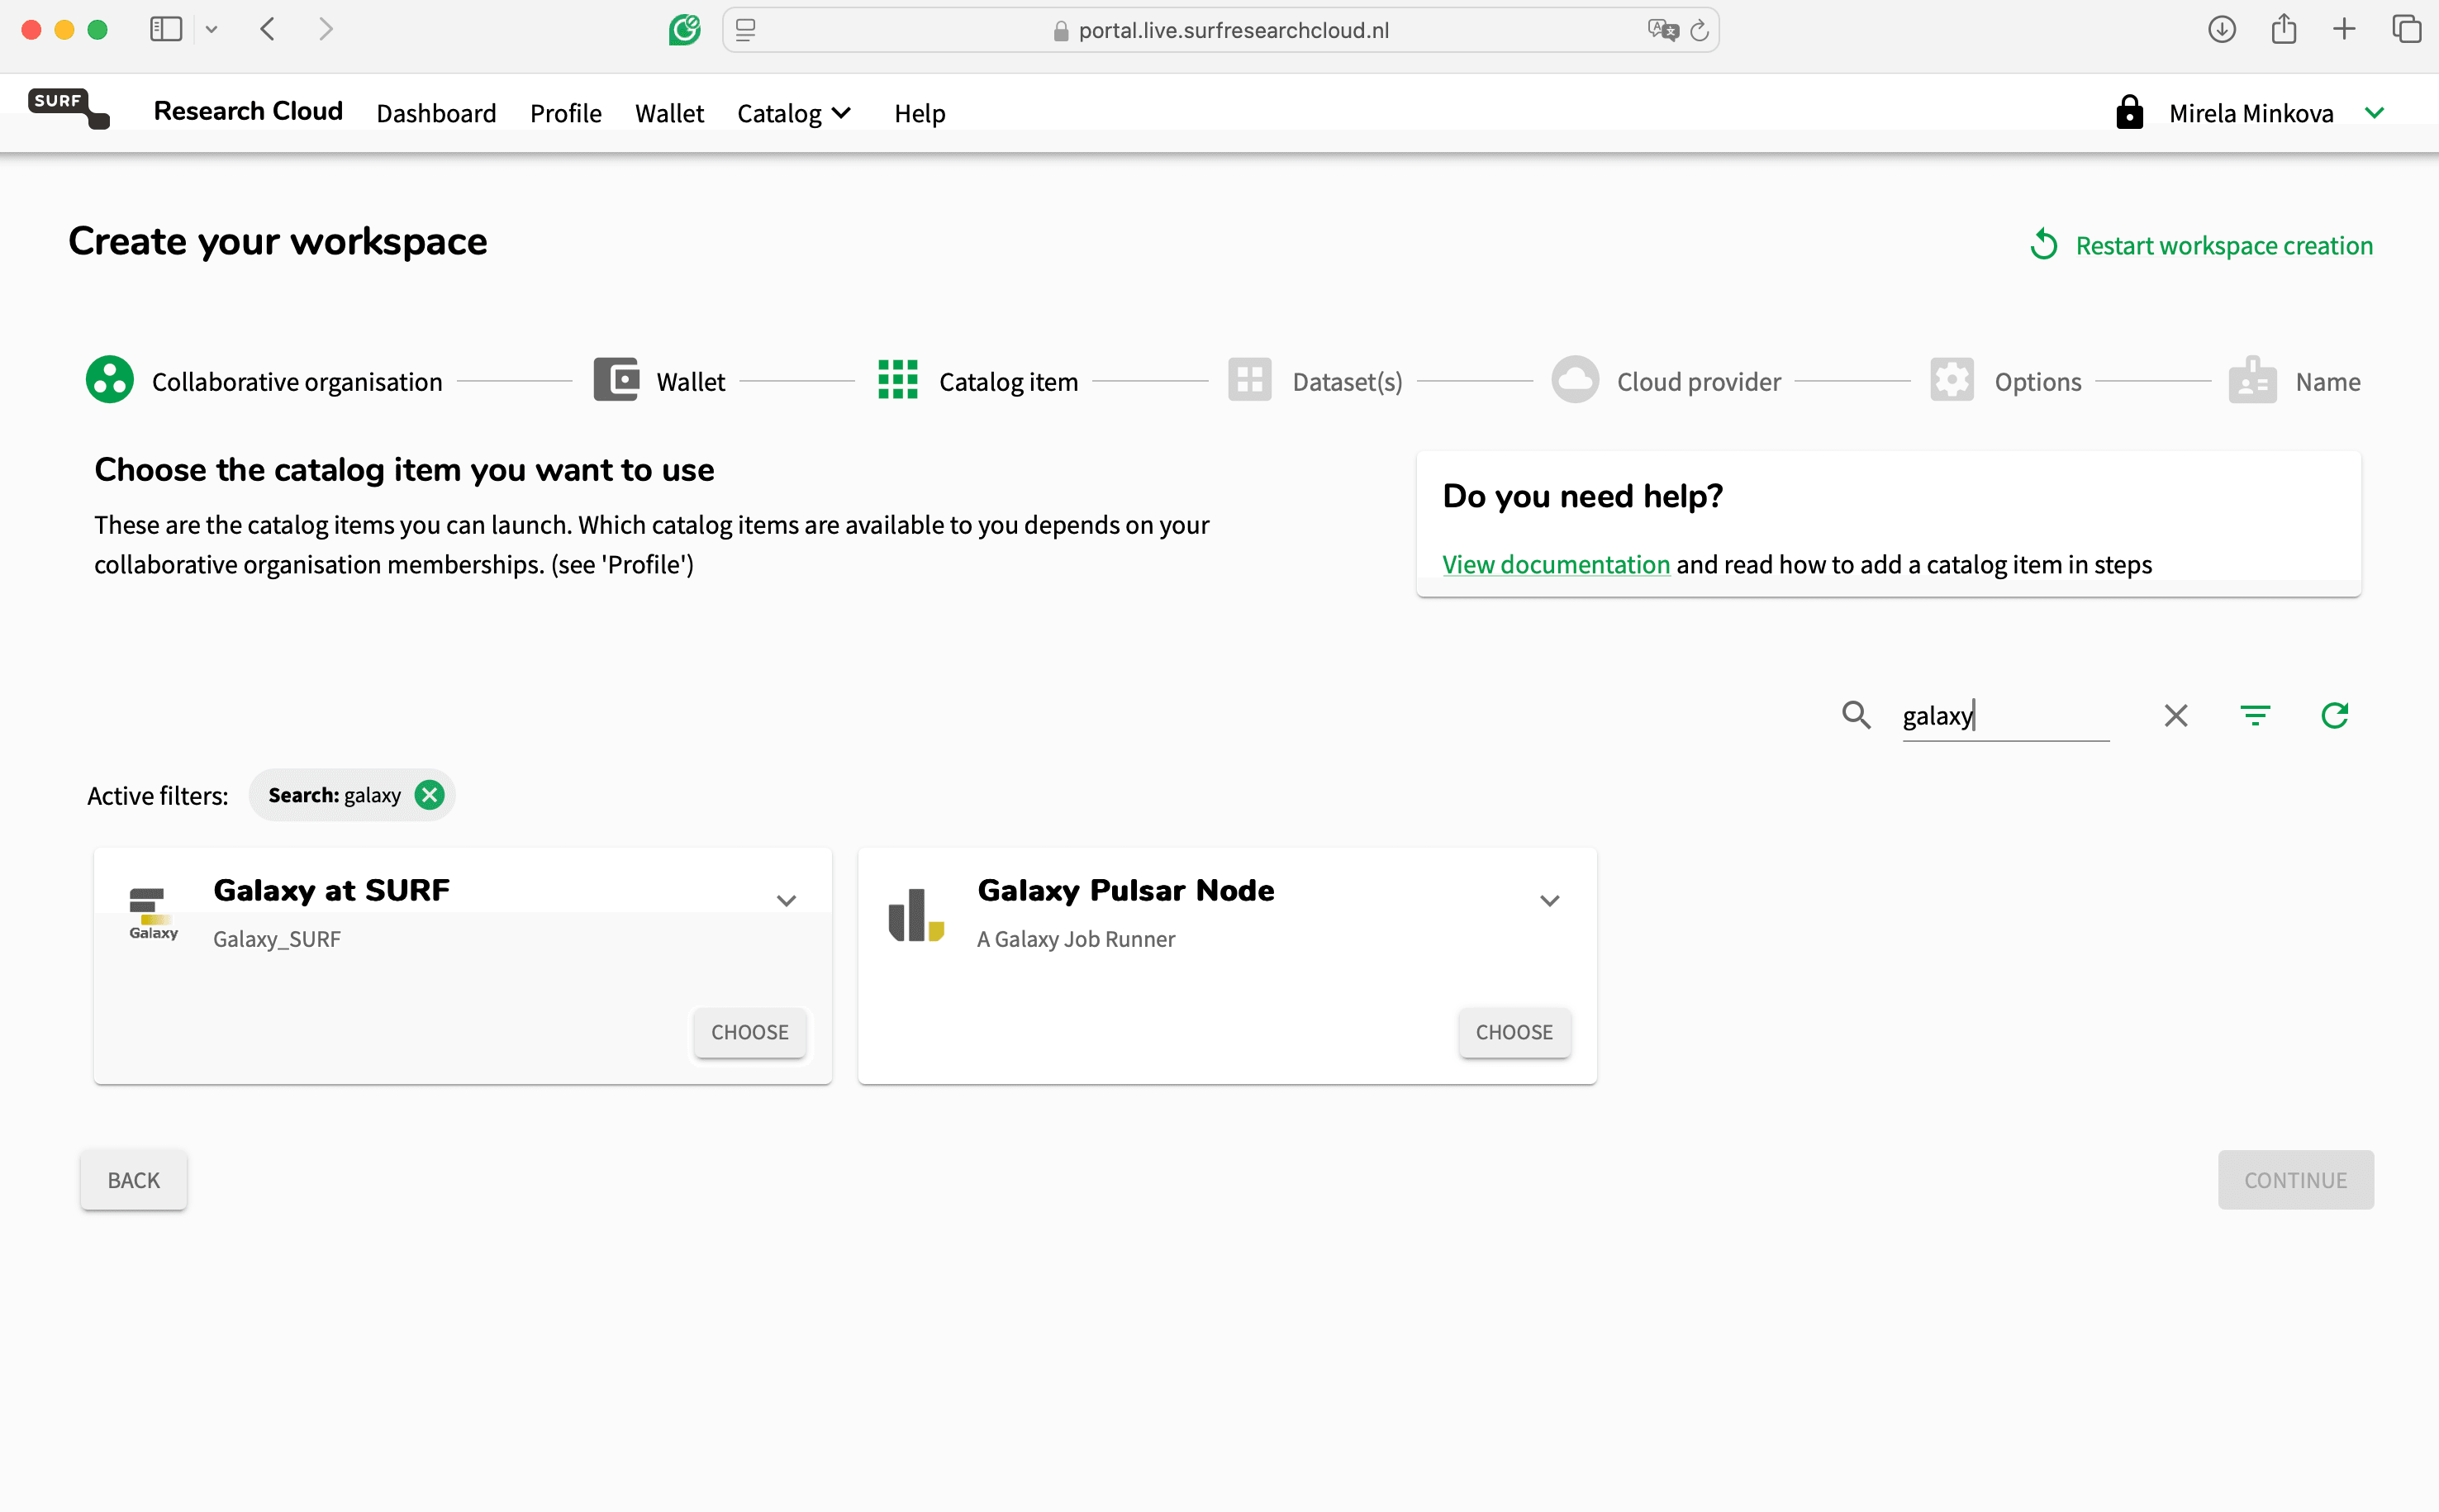 portal.live.surfresearchcloud.nl
SURF
Research Cloud
Dashboard
Profile
Wallet
Catalog
Help
Mirela Minkova
Create your workspace
Restart workspace creation
Collaborative organisation
Wallet
Catalog item
Dataset(s)
Cloud provider
Options
Name
Choose the catalog item you want to use
These are the catalog items you can launch. Which catalog items are available to you depends on your
collaborative organisation memberships. (see 'Profile')
Do you need help?
View documentation and read how to add a catalog item in steps
galaxy
Active filters:
Search: galaxy
Galaxy
Galaxy at SURF
Galaxy_SURF
CHOOSE
Galaxy Pulsar Node
A Galaxy Job Runner
CHOOSE
BACK
CONTINUE